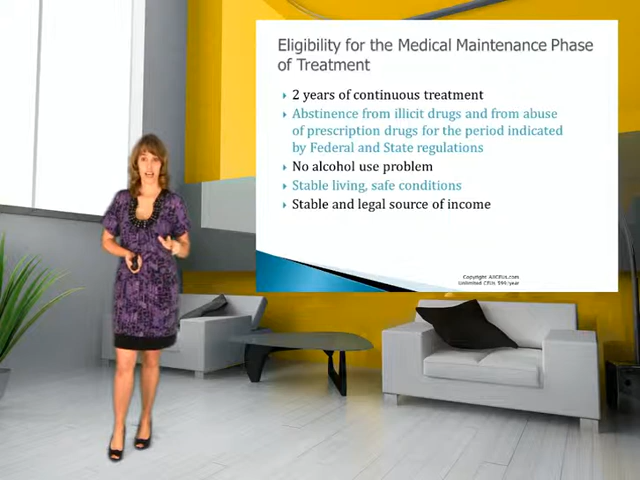 Eligibility for the Medical Maintenance Phase
of Treatment
2 years of continuous treatment
Abstinence from illicit drugs and from abuse
of prescription drugs for the period indicated
by Federal and State regulations
No alcohol use problem
Stable living, safe conditions
Stable and legal source of income
Copyright AllCEUs.com
Unlimited CEUs $99/year